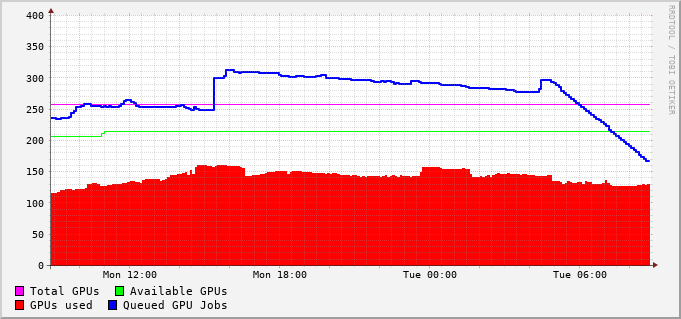 400
350
300
250
200
150
100
50
0
Mon 12:00 Mon 18:00 Tue 00:00 Tue 06:00
Total GPUs Available GPUs
GPUs used Queued GPU Jobs
RRDTOOL / TOBI OETIKER